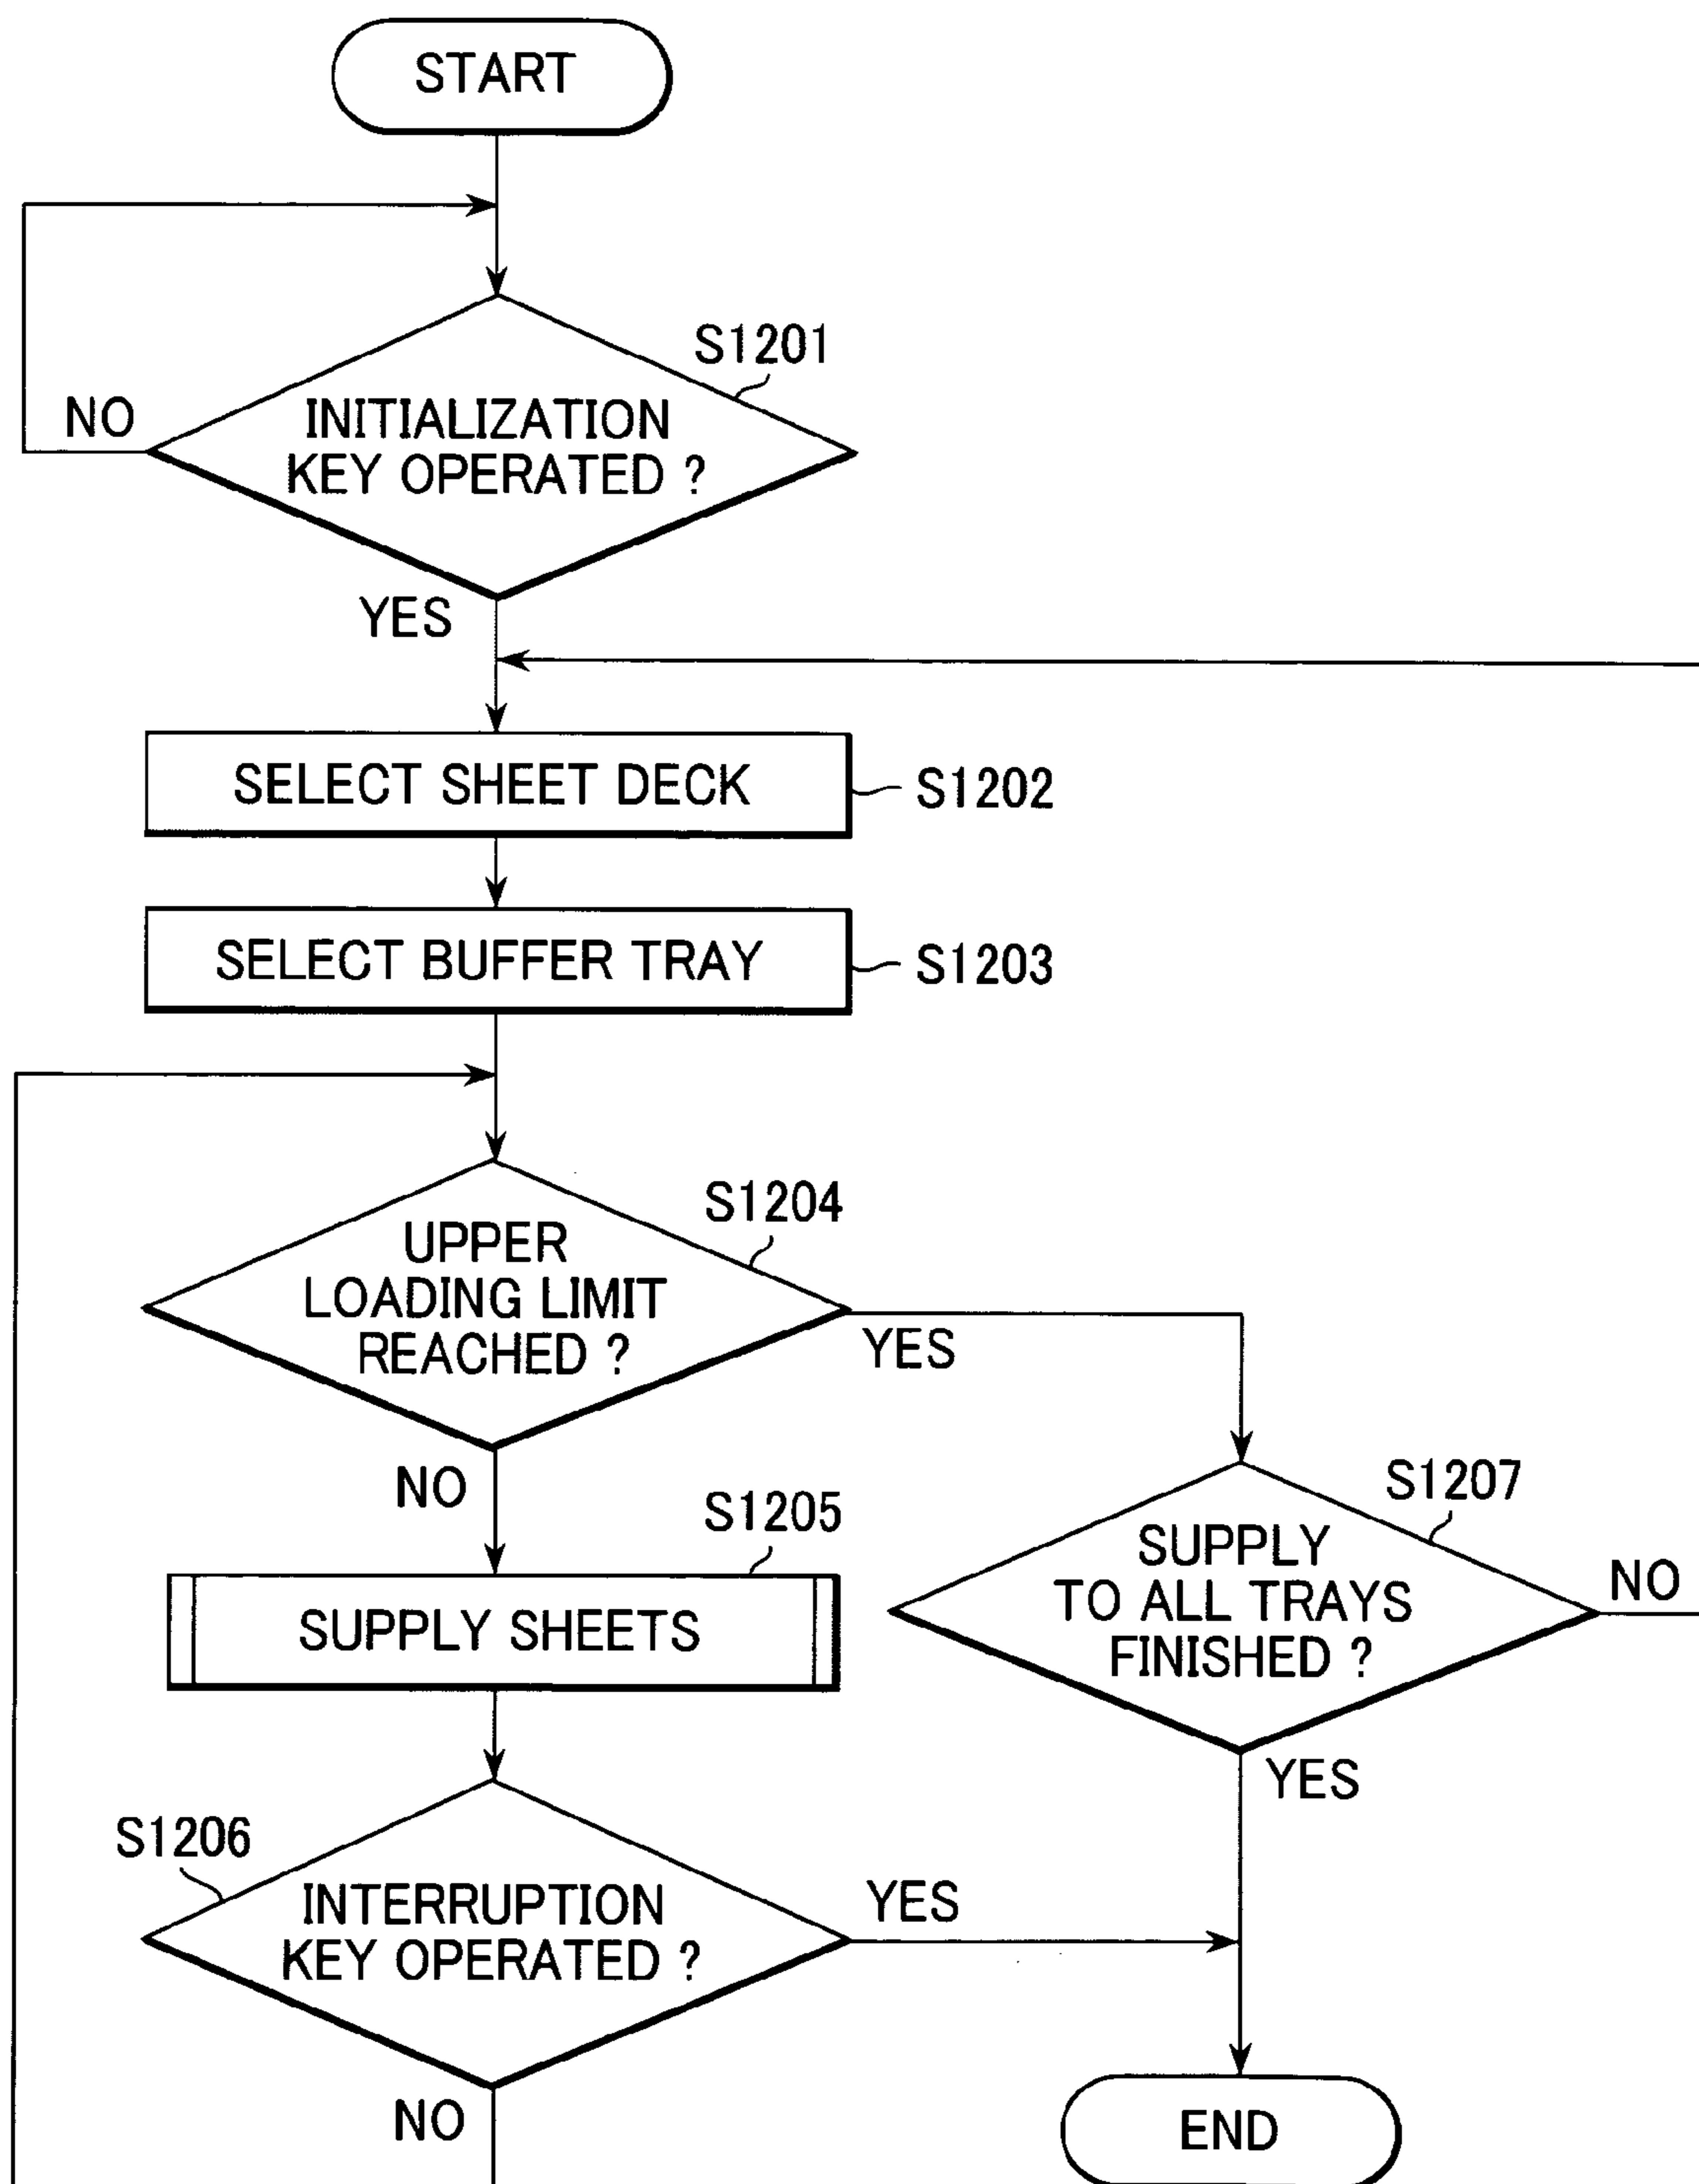 START
S1201
NO
INITIALIZATION
KEY OPERATED ?
YES
SELECT SHEET DECK
S1202
SELECT BUFFER TRAY
S1203
S1204
UPPER
LOADING LIMIT
REACHED ?
YES
NO
S1205
SUPPLY SHEETS
S1207
SUPPLY
TO ALL TRAYS
FINISHED ?
NO
YES
S1206
INTERRUPTION
KEY OPERATED ?
YES
NO
END